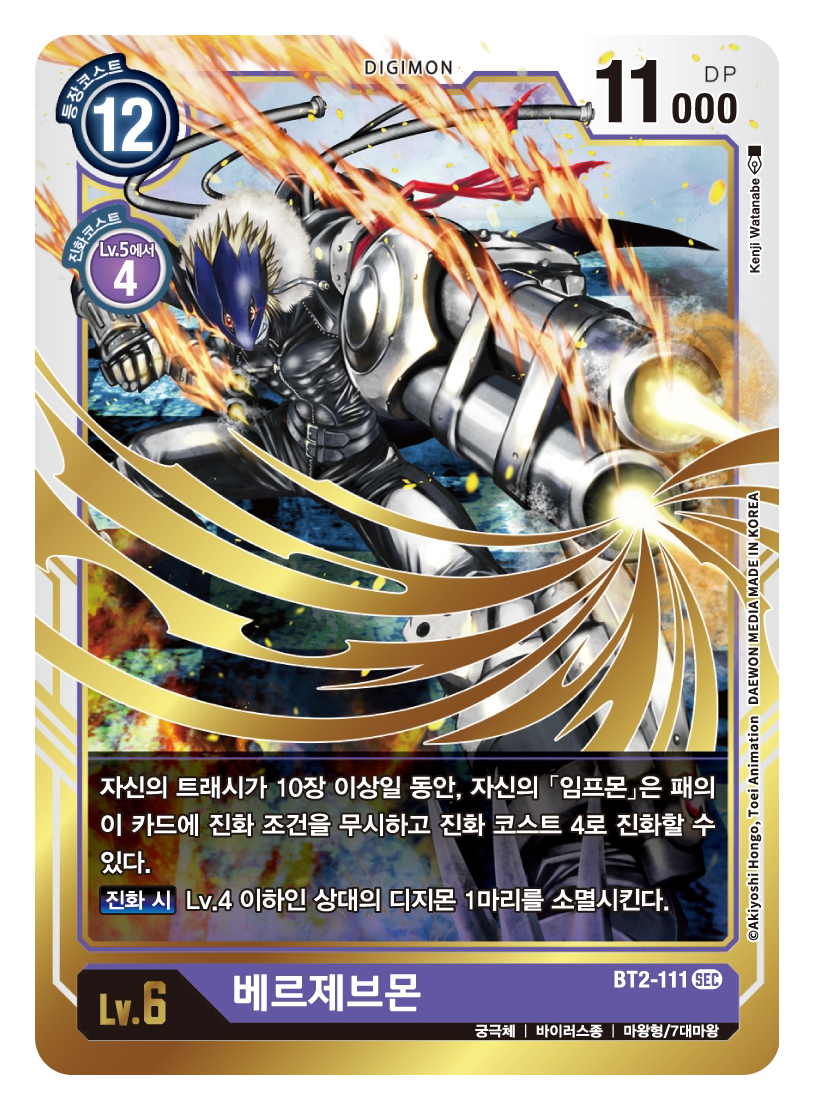 DIGIMON
등장코스트
12
11000 DP
진화코스트
Lv.5에서
4
Kenji Watanabe
자신의 트래시가 10장 이상일 동안, 자신의 「임프몬」은 패의
이 카드에 진화 조건을 무시하고 진화 코스트 4로 진화할 수
있다.
진화 시 Lv.4 이하인 상대의 디지몬 1마리를 소멸시킨다.
©Akiyoshi Hongo, Toei Animation DAEWON MEDIA MADE IN KOREA
BT2-111 SEC
Lv.6 베르제브몬
궁극체 | 바이러스종 | 마왕형/7대마왕